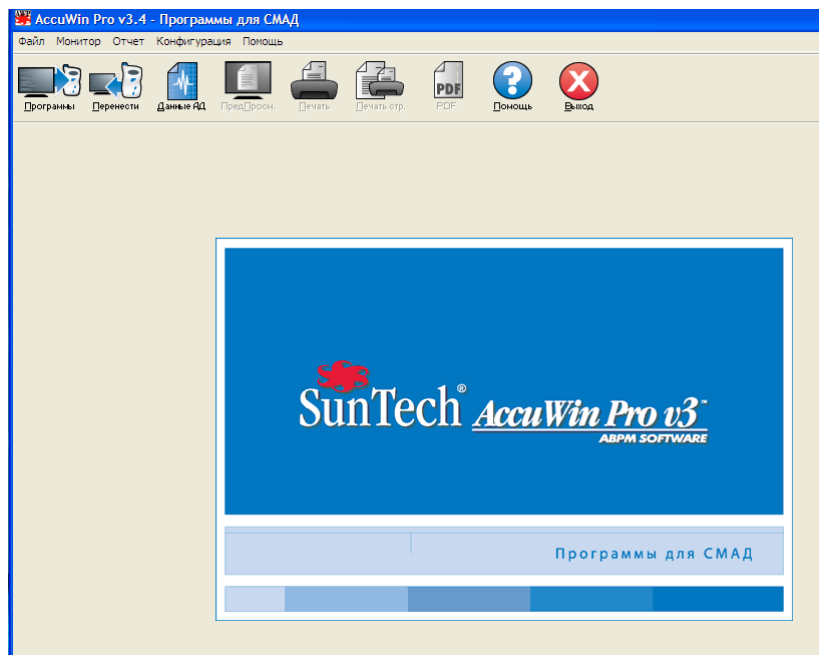 AccuWin Pro v3.4 - Программы для СМАД
Файл Монитор Отчет Конфигурация Помощь
PDF
Программы Перенести Данные АД ПредПросм. Печать Печать стр. PDF Помощь Выход
SunTech® AccuWin Pro v3™
ABPM SOFTWARE
Программы для СМАД